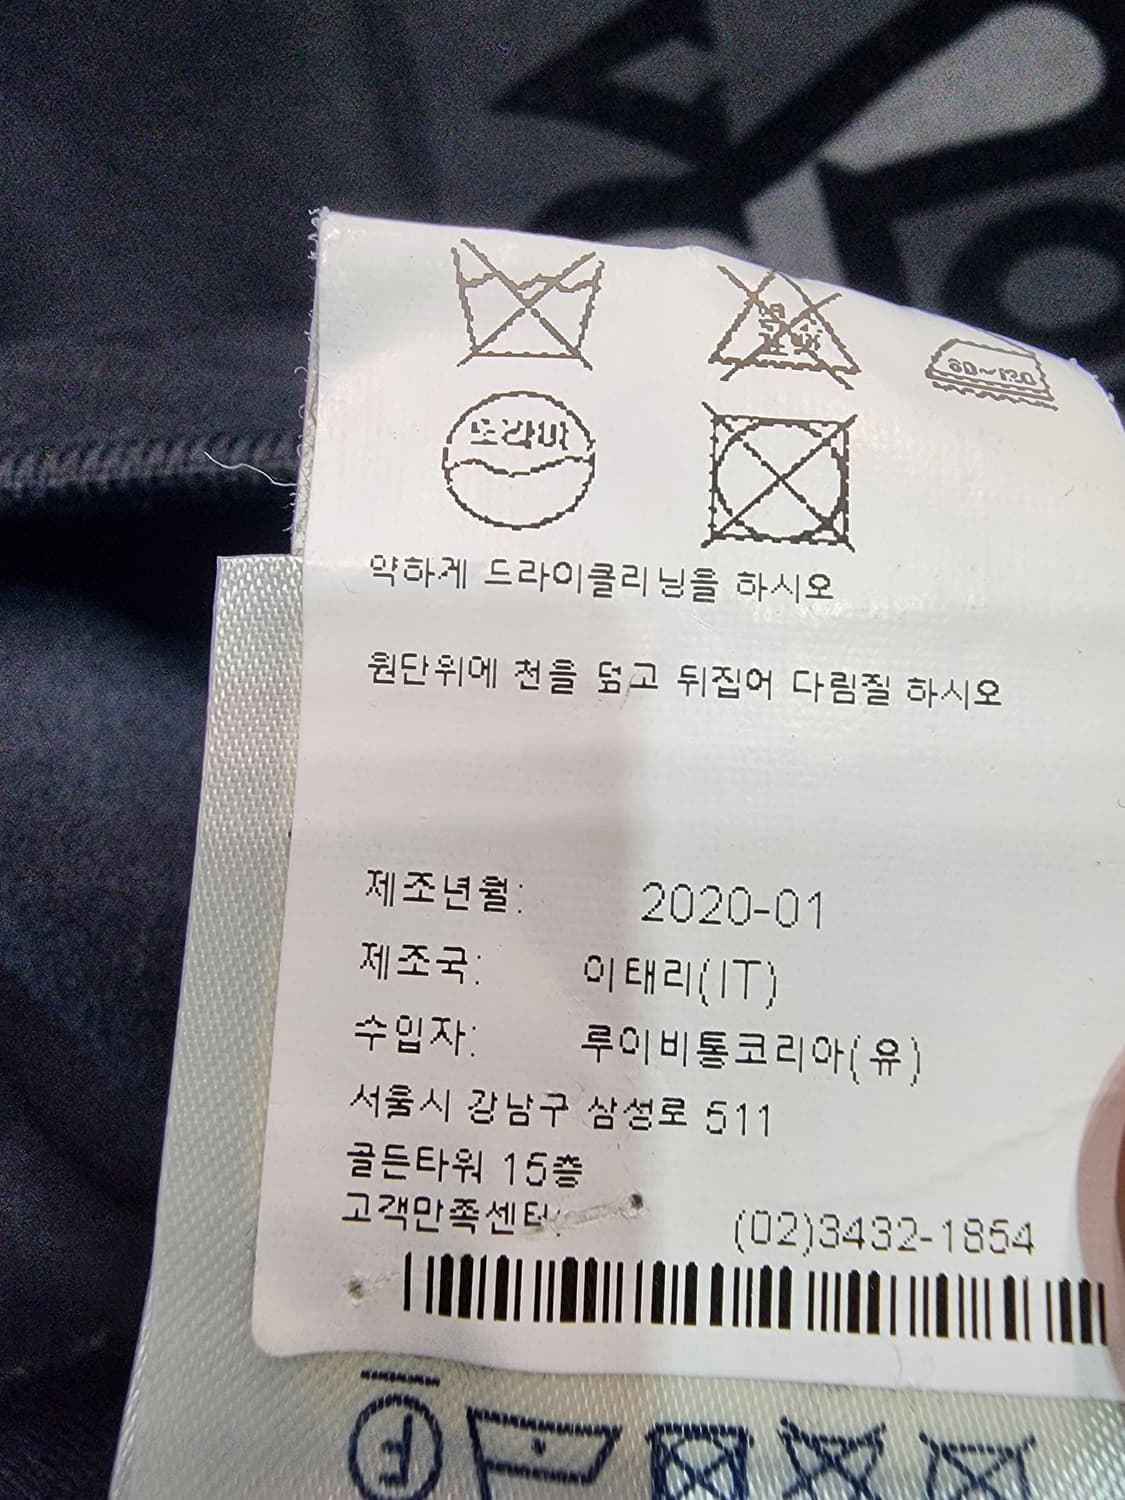 80~120
드라이
약하게 드라이클리닝을 하시오
원단위에 천을 덮고 뒤집어 다림질 하시오
제조년월: 2020-01
제조국: 이태리(IT)
수입자: 루이비통코리아(유)
서울시 강남구 삼성로 511
골든타워 15층
고객만족센터 (02)3432-1854
F